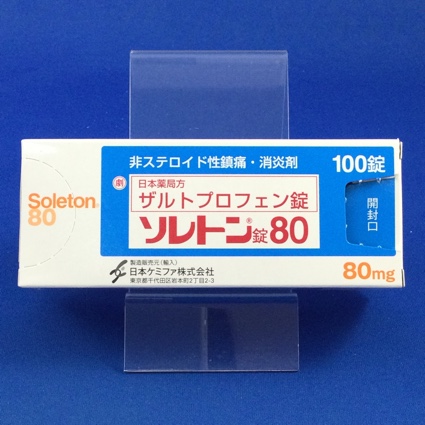 非ステロイド性鎮痛・消炎剤
100錠
劇
日本薬局方
ザルトプロフェン錠
ソレトン®錠80
Soleton®
80
開封口
製造販売元(輸入)
日本ケミファ株式会社
東京都千代田区岩本町2丁目2-3
80mg